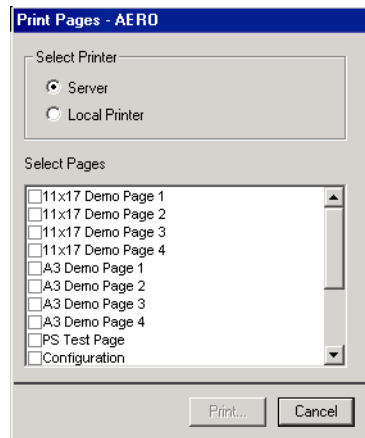 Print Pages - AERO
Select Printer
Server
Local Printer
Select Pages
11x17 Demo Page 1
11x17 Demo Page 2
11x17 Demo Page 3
11x17 Demo Page 4
A3 Demo Page 1
A3 Demo Page 2
A3 Demo Page 3
A3 Demo Page 4
PS Test Page
Configuration
Print... Cancel